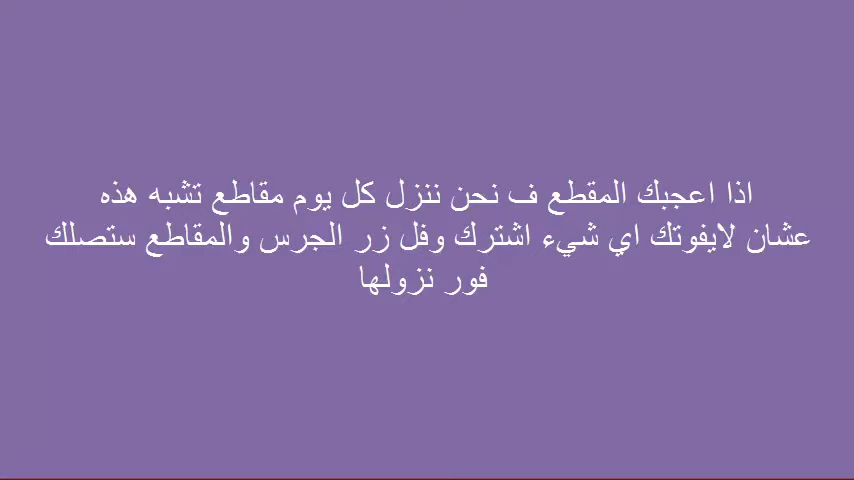 اذا اعجبك المقطع ف نحن ننزل كل يوم مقاطع تشبه هذه
عشان لايفوتك اي شيء اشترك وفل زر الجرس والمقاطع ستصلك
فور نزولها